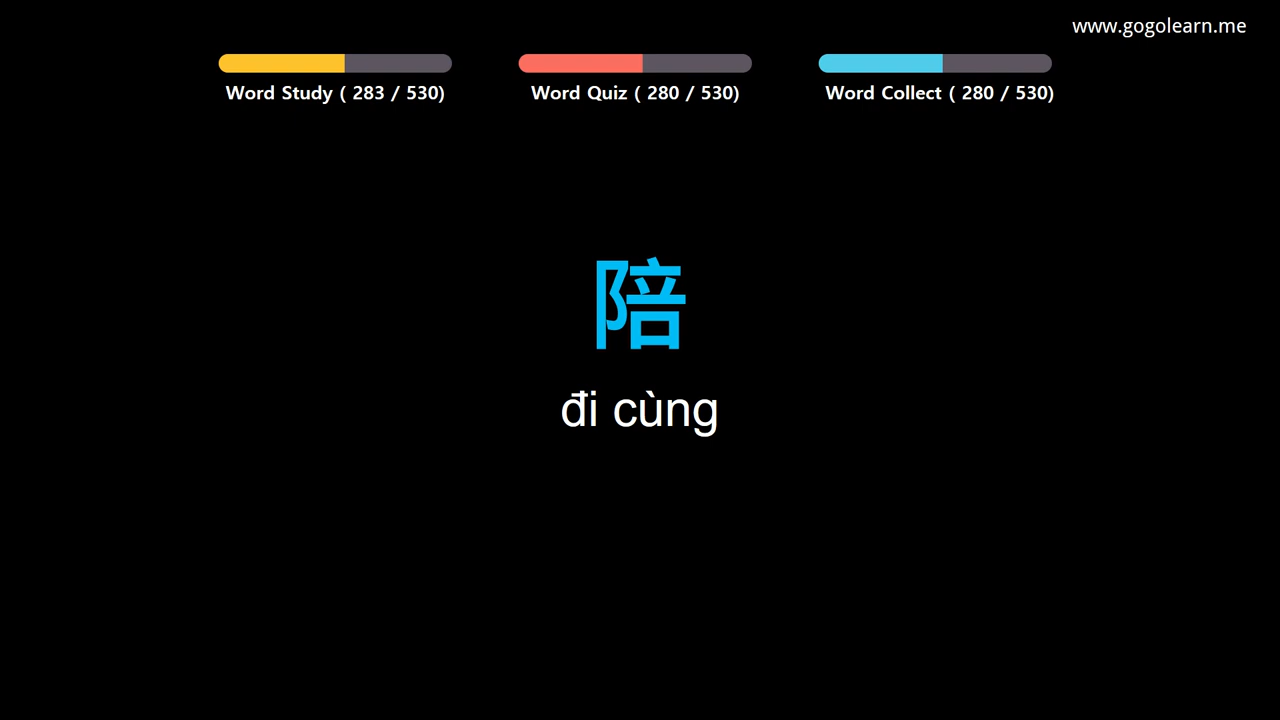 www.gogolearn.me
Word Study ( 283 / 530)
Word Quiz ( 280 / 530)
Word Collect ( 280 / 530)
陪
đi cùng